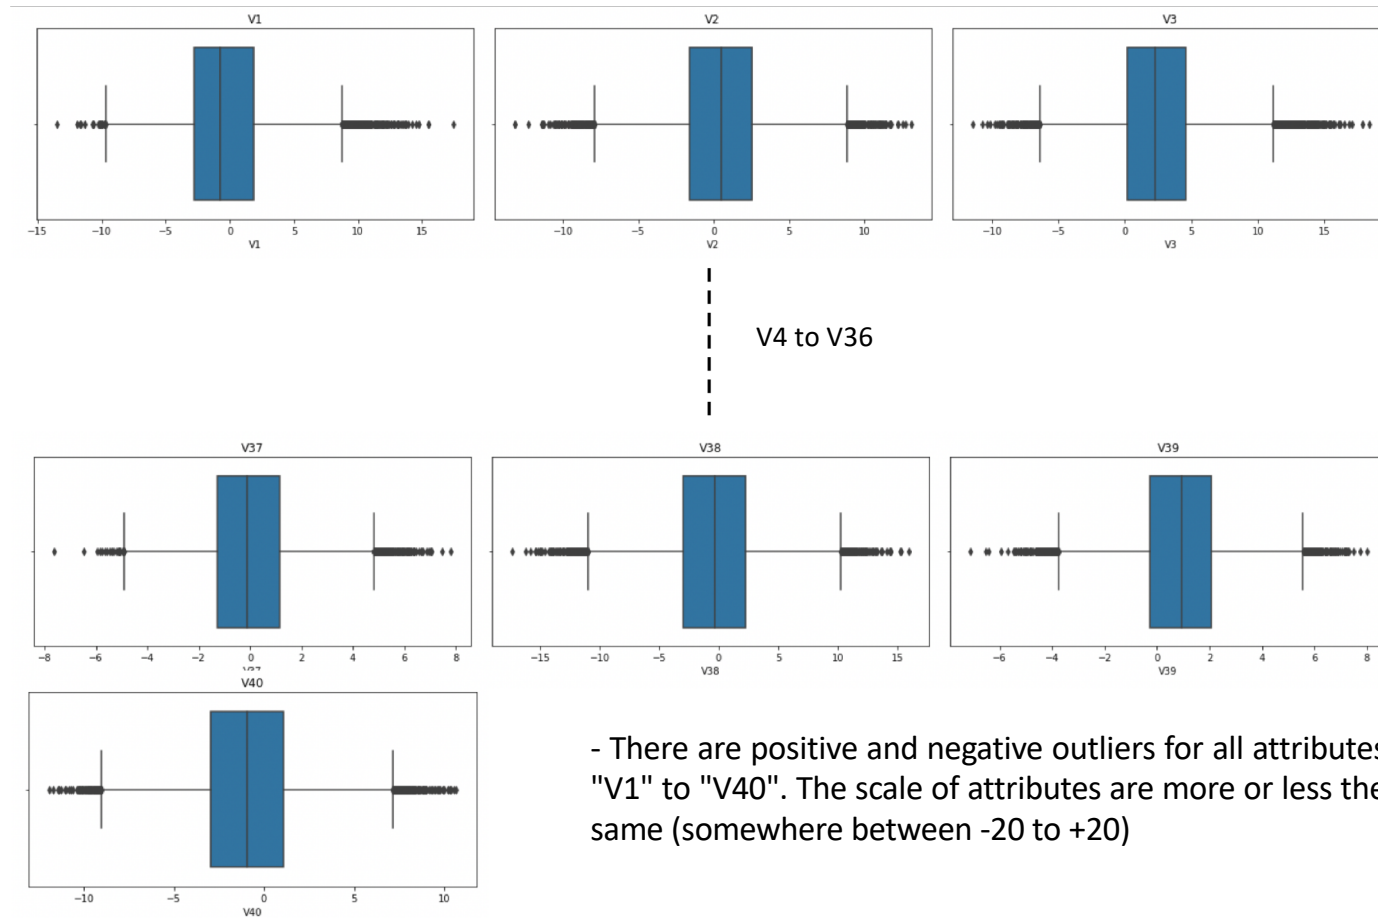 V1 V2 V3
−15 −10 −5 0 5 10 15 −10 −5 0 5 10 −10 −5 0 5 10 15
V1 V2 V3
V4 to V36
V37 V38 V39
−8 −6 −4 −2 0 2 4 6 8 −15 −10 −5 0 5 10 15 −6 −4 −2 0 2 4 6 8
V37 V38 V39
V40
−10 −5 0 5 10
V40
- There are positive and negative outliers for all attributes
"V1" to "V40". The scale of attributes are more or less the
same (somewhere between -20 to +20)